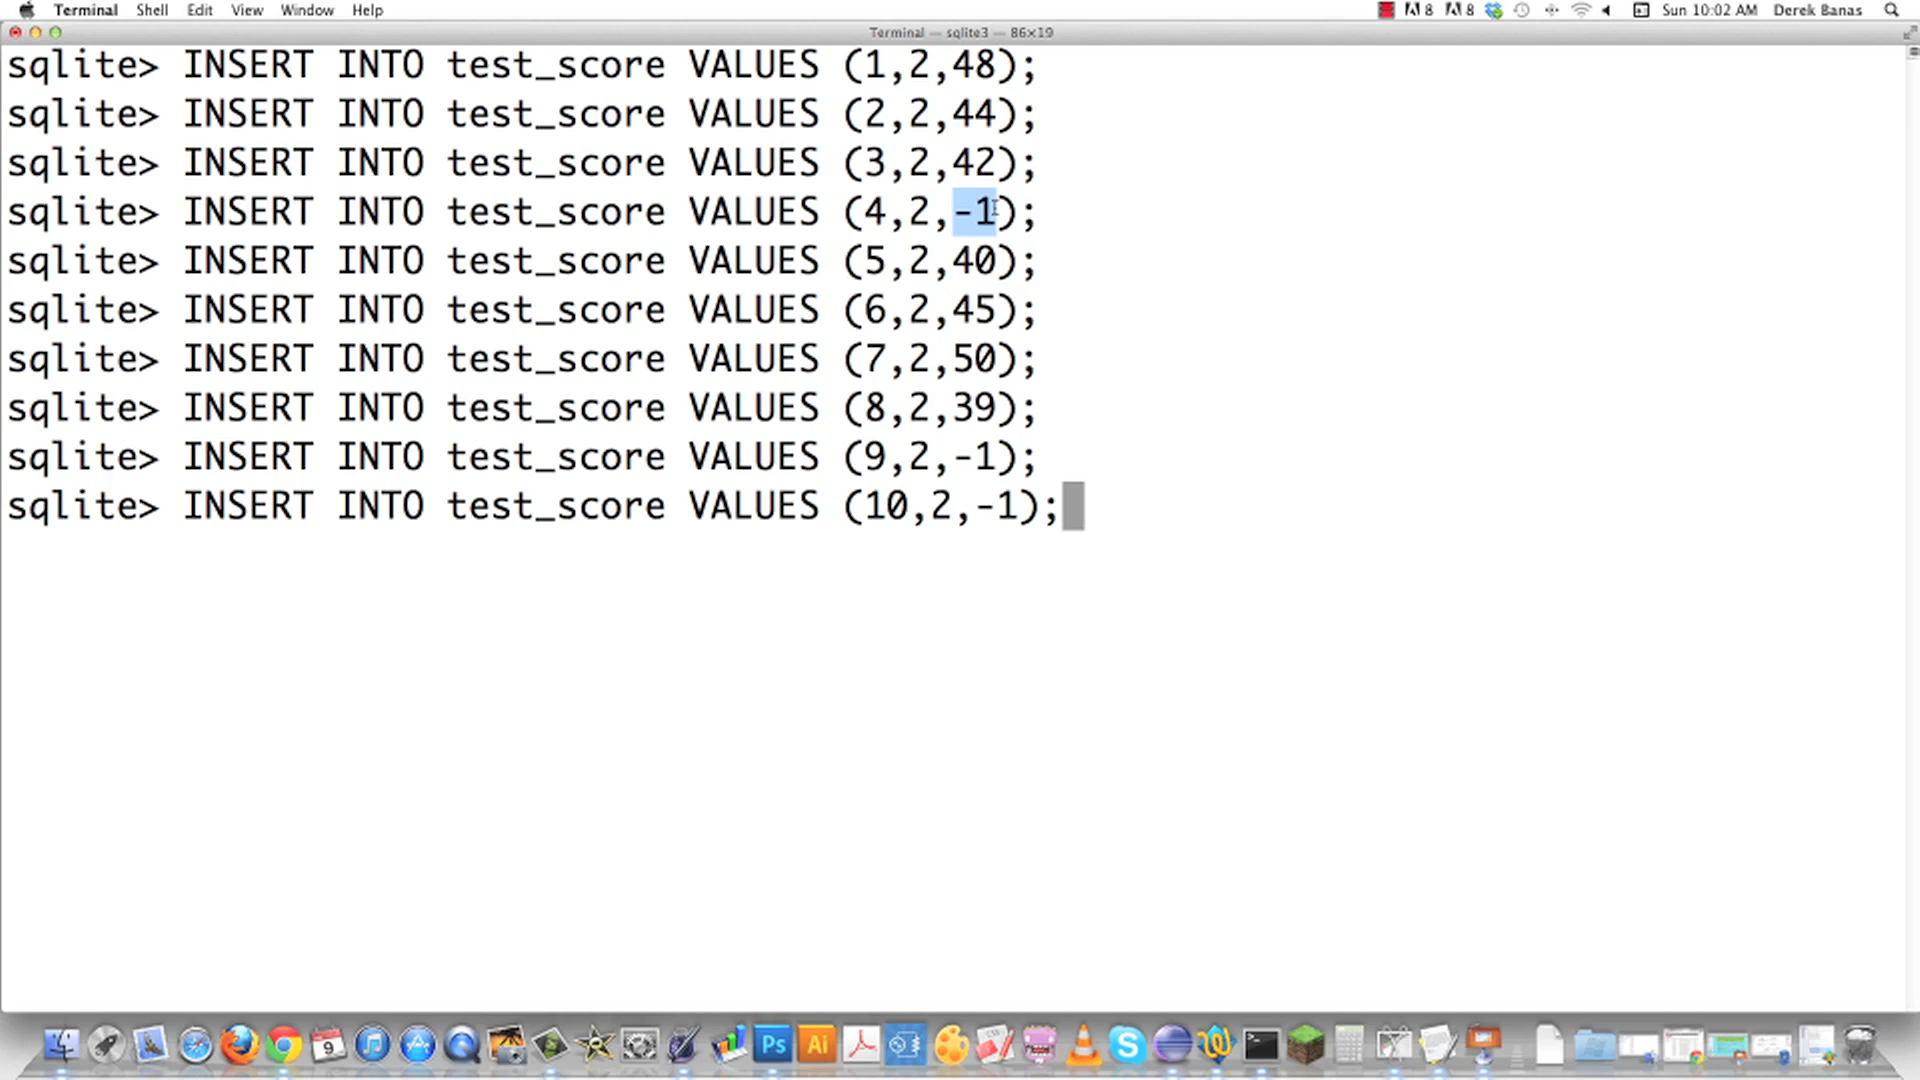 Terminal Shell Edit View Window Help 8 8 Sun 10:02 AM Derek Banas
Terminal — sqlite3 — 86×19
sqlite> INSERT INTO test_score VALUES (1,2,48);
sqlite> INSERT INTO test_score VALUES (2,2,44);
sqlite> INSERT INTO test_score VALUES (3,2,42);
sqlite> INSERT INTO test_score VALUES (4,2,-1);
sqlite> INSERT INTO test_score VALUES (5,2,40);
sqlite> INSERT INTO test_score VALUES (6,2,45);
sqlite> INSERT INTO test_score VALUES (7,2,50);
sqlite> INSERT INTO test_score VALUES (8,2,39);
sqlite> INSERT INTO test_score VALUES (9,2,-1);
sqlite> INSERT INTO test_score VALUES (10,2,-1);
9 Ps Ai S